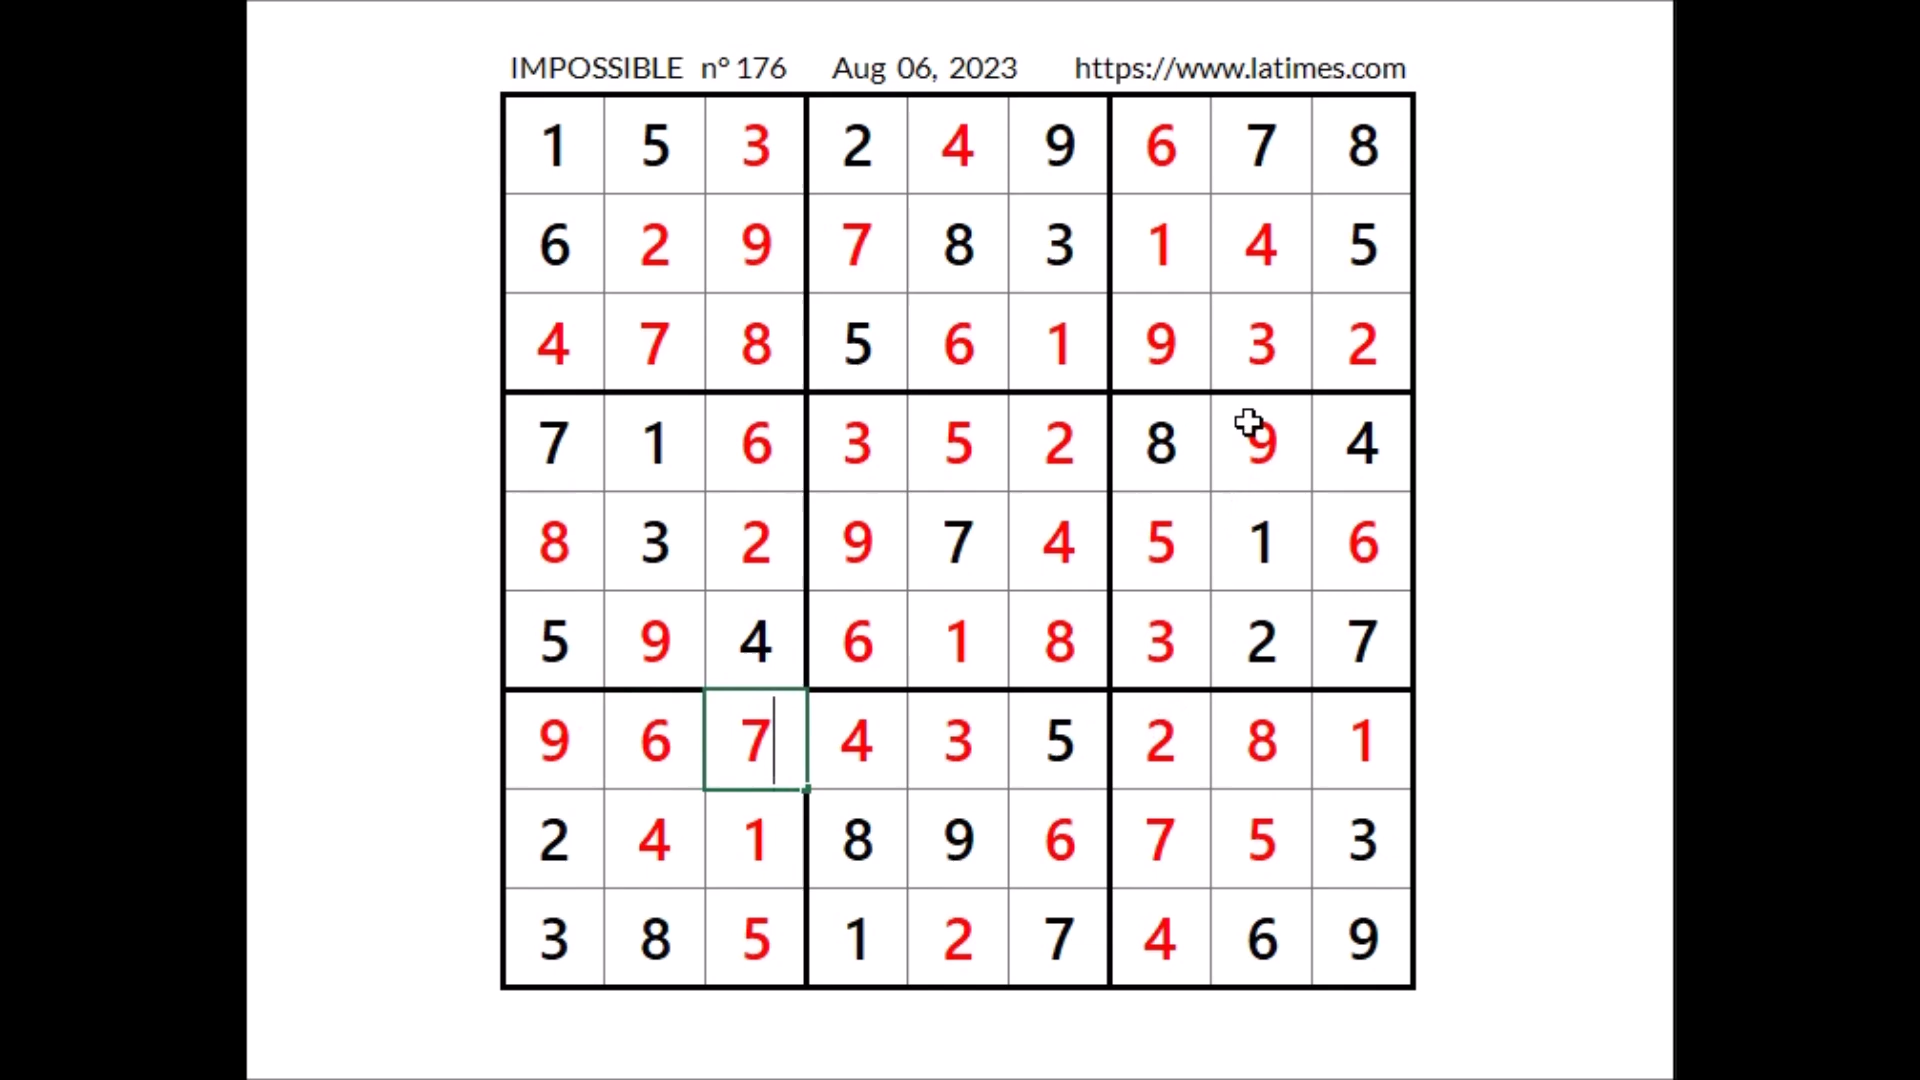 IMPOSSIBLE n° 176 Aug 06, 2023 https://www.latimes.com
1 5 3 2 4 9 6 7 8
6 2 9 7 8 3 1 4 5
4 7 8 5 6 1 9 3 2
7 1 6 3 5 2 8 9 4
8 3 2 9 7 4 5 1 6
5 9 4 6 1 8 3 2 7
9 6 7 4 3 5 2 8 1
2 4 1 8 9 6 7 5 3
3 8 5 1 2 7 4 6 9